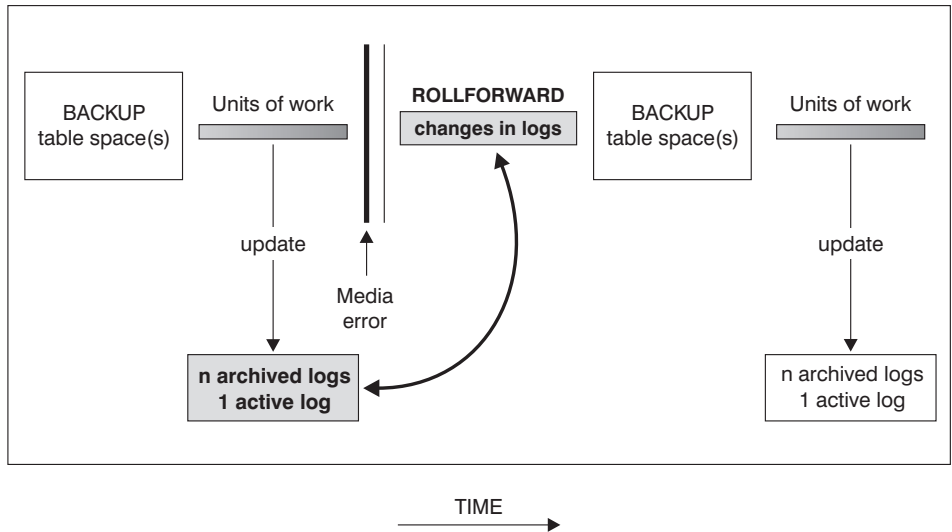 BACKUP
table space(s)
Units of work
update
n archived logs
1 active log
Media
error
ROLLFORWARD
changes in logs
BACKUP
table space(s)
Units of work
update
n archived logs
1 active log
TIME